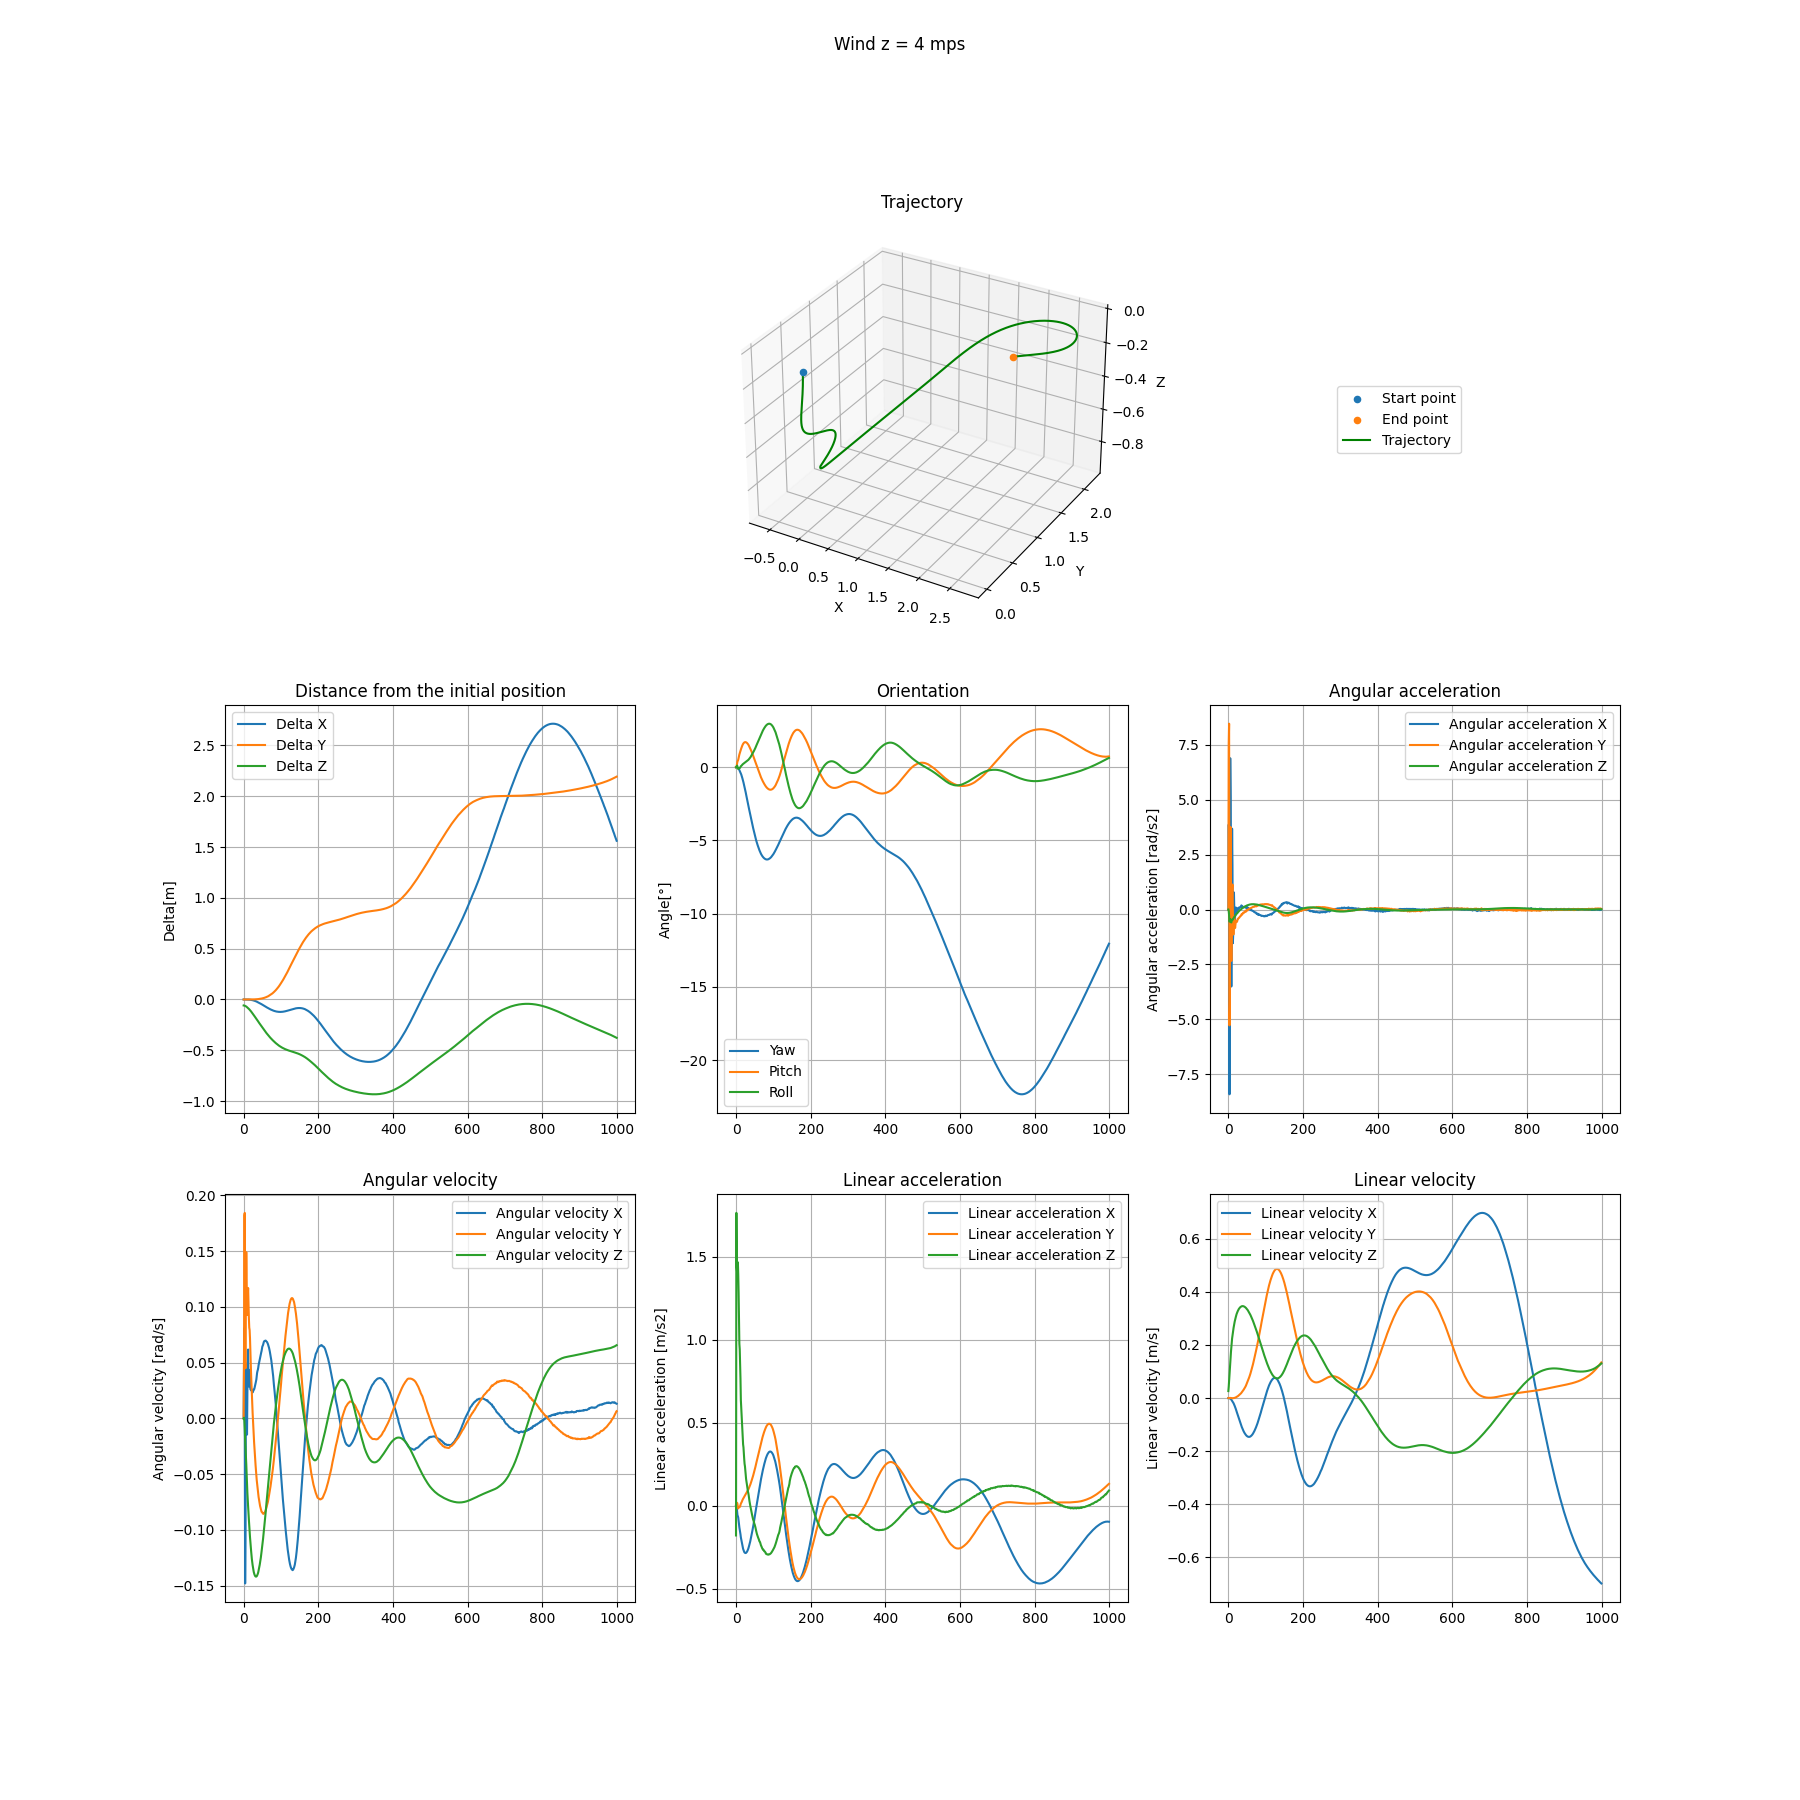 Wind z = 4 mps
Trajectory
0.0
−0.2
−0.4
−0.6
−0.8
Z
−0.5
0.0
0.5
1.0
1.5
2.0
2.5
X
0.0
0.5
1.0
1.5
2.0
Y
Start point
End point
Trajectory
Distance from the initial position
Delta X
Delta Y
Delta Z
Delta[m]
2.5
2.0
1.5
1.0
0.5
0.0
−0.5
−1.0
0 200 400 600 800 1000
Orientation
Angle[°]
0
−5
−10
−15
−20
Yaw
Pitch
Roll
0 200 400 600 800 1000
Angular acceleration
Angular acceleration X
Angular acceleration Y
Angular acceleration Z
Angular acceleration [rad/s2]
7.5
5.0
2.5
0.0
−2.5
−5.0
−7.5
0 200 400 600 800 1000
Angular velocity
Angular velocity X
Angular velocity Y
Angular velocity Z
Angular velocity [rad/s]
0.20
0.15
0.10
0.05
0.00
−0.05
−0.10
−0.15
0 200 400 600 800 1000
Linear acceleration
Linear acceleration X
Linear acceleration Y
Linear acceleration Z
Linear acceleration [m/s2]
1.5
1.0
0.5
0.0
−0.5
0 200 400 600 800 1000
Linear velocity
Linear velocity X
Linear velocity Y
Linear velocity Z
Linear velocity [m/s]
0.6
0.4
0.2
0.0
−0.2
−0.4
−0.6
0 200 400 600 800 1000